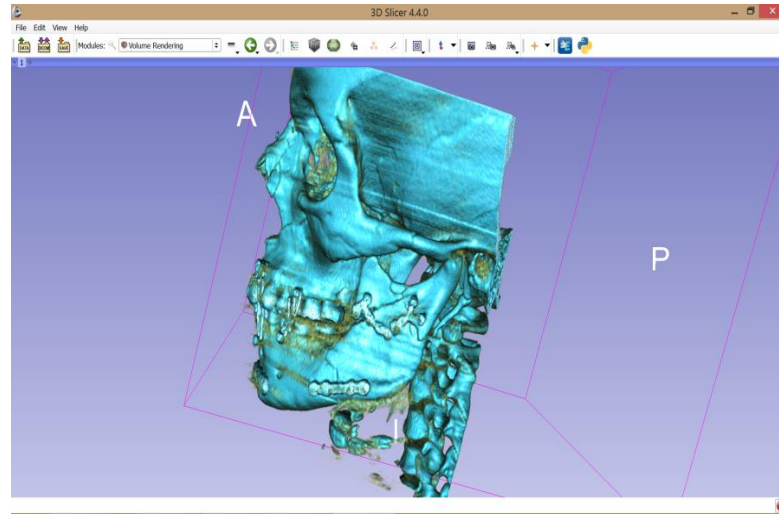 3D Slicer 4.4.0
File Edit View Help
DATA DCM SAVE Modules: Volume Rendering
1
A
P
I